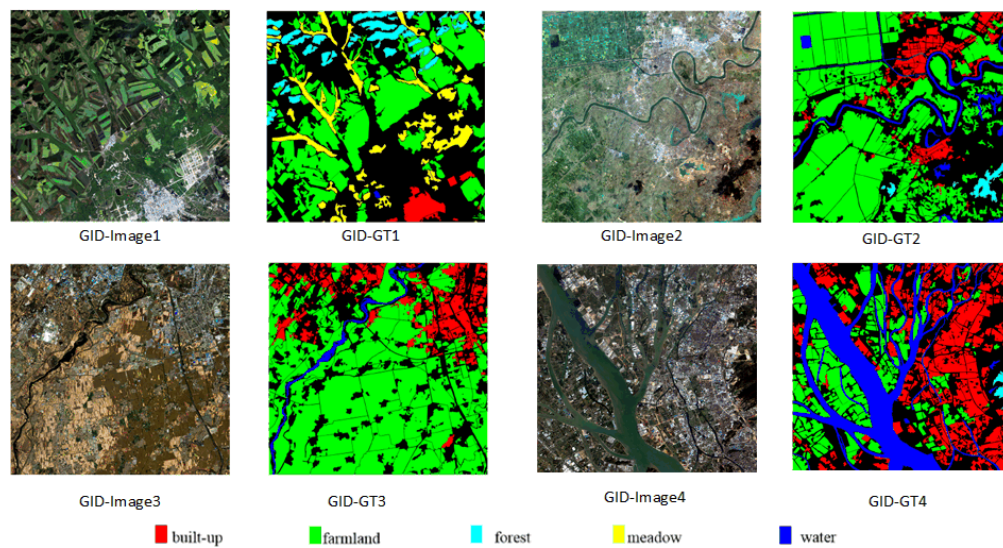 GID-Image1
GID-GT1
GID-Image2
GID-GT2
GID-Image3
GID-GT3
GID-Image4
GID-GT4
built-up farmland forest meadow water